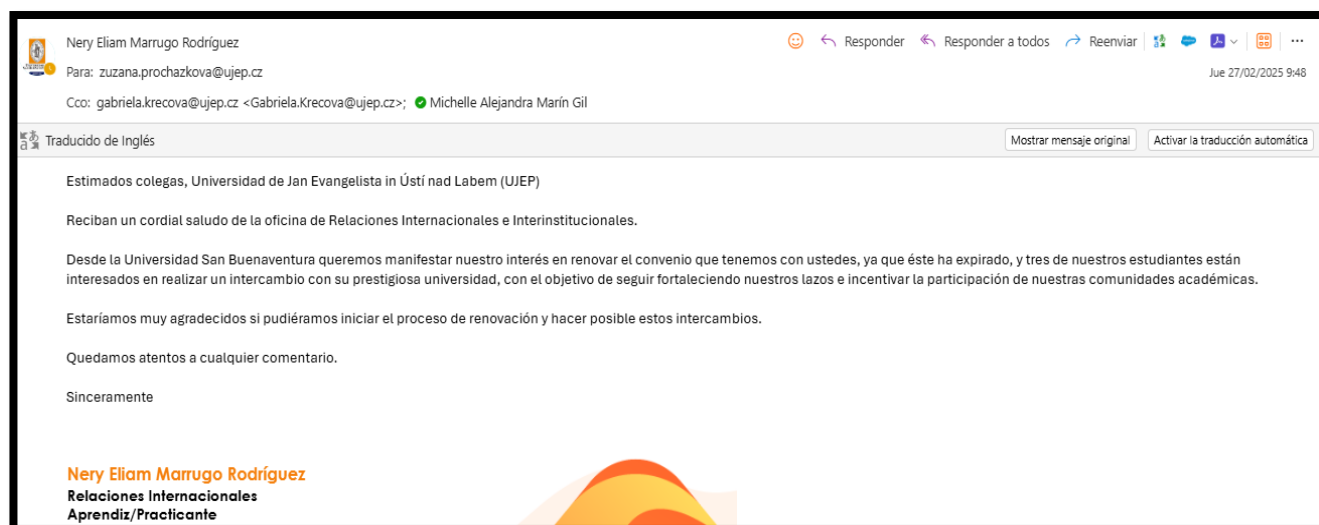 Nery Eliam Marrugo Rodríguez
Responder Responder a todos Reenviar
Para: zuzana.prochazkova@ujep.cz
Jue 27/02/2025 9:48
Cco: gabriela.krecova@ujep.cz <Gabriela.Krecova@ujep.cz>; Michelle Alejandra Marín Gil
Traducido de Inglés
Mostrar mensaje original Activar la traducción automática
Estimados colegas, Universidad de Jan Evangelista in Ústí nad Labem (UJEP)
Reciban un cordial saludo de la oficina de Relaciones Internacionales e Interinstitucionales.
Desde la Universidad San Buenaventura queremos manifestar nuestro interés en renovar el convenio que tenemos con ustedes, ya que éste ha expirado, y tres de nuestros estudiantes están
interesados en realizar un intercambio con su prestigiosa universidad, con el objetivo de seguir fortaleciendo nuestros lazos e incentivar la participación de nuestras comunidades académicas.
Estaríamos muy agradecidos si pudiéramos iniciar el proceso de renovación y hacer posible estos intercambios.
Quedamos atentos a cualquier comentario.
Sinceramente
Nery Eliam Marrugo Rodríguez
Relaciones Internacionales
Aprendiz/Practicante